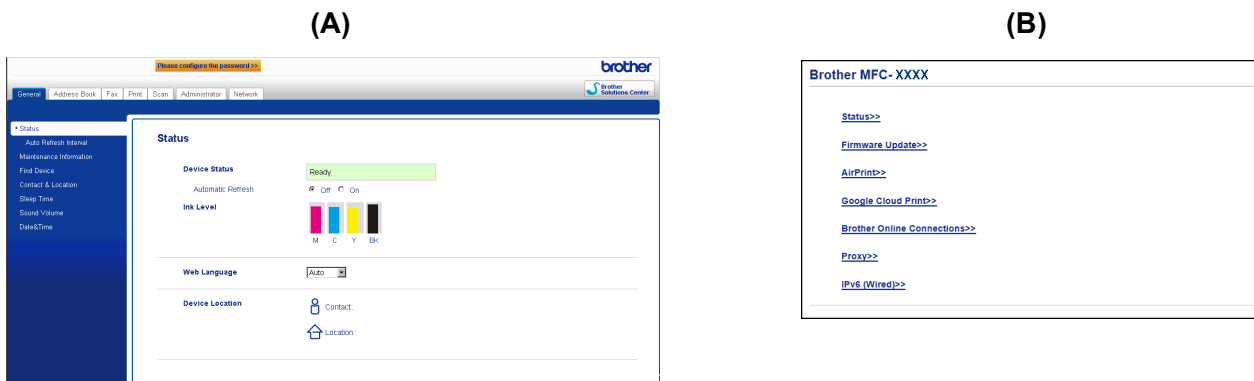 (A)
(B)
Please configure the password >>
brother
General Address Book Fax Print Scan Administrator Network
Brother
Solutions Center
Status
Auto Refresh Interval
Maintenance Information
Find Device
Contact & Location
Sleep Time
Sound Volume
Date&Time
Status
Device Status Ready
Automatic Refresh Off On
Ink Level
M C Y BK
Web Language Auto
Device Location Contact :
Location :
Brother MFC- XXXX
Status>>
Firmware Update>>
AirPrint>>
Google Cloud Print>>
Brother Online Connections>>
Proxy>>
IPv6 (Wired)>>